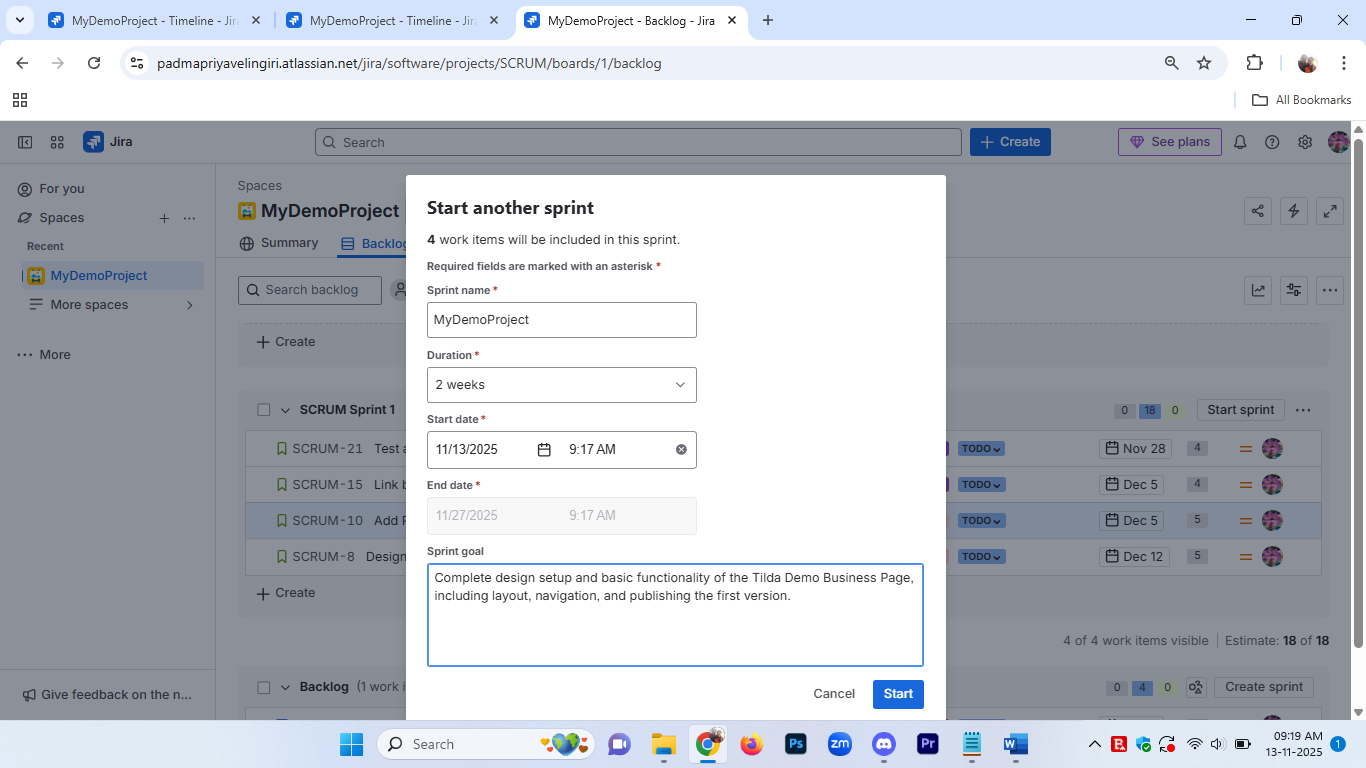 MyDemoProject - Timeline - Jir
MyDemoProject - Timeline - Jir
MyDemoProject - Backlog - Jira
padmapriyavelingiri.atlassian.net/jira/software/projects/SCRUM/boards/1/backlog
All Bookmarks
Jira
Search
Create
See plans
For you
Spaces
Recent
MyDemoProject
More spaces
More
Give feedback on the n...
Spaces
MyDemoProject
Summary
Backlog
Search backlog
Create
SCRUM Sprint 1
0 18 0
Start sprint
SCRUM-21 Test
TODO Nov 28 4
SCRUM-15 Link
TODO Dec 5 4
SCRUM-10 Add
TODO Dec 5 5
SCRUM-8 Design
TODO Dec 12 5
Create
4 of 4 work items visible Estimate: 18 of 18
Backlog (1 work i
0 4 0
Create sprint
Start another sprint
4 work items will be included in this sprint.
Required fields are marked with an asterisk *
Sprint name *
MyDemoProject
Duration *
2 weeks
Start date *
11/13/2025 9:17 AM
End date *
11/27/2025 9:17 AM
Sprint goal
Complete design setup and basic functionality of the Tilda Demo Business Page,
including layout, navigation, and publishing the first version.
Cancel
Start
Search
Ps
zm
Pr
W
09:19 AM
13-11-2025
1